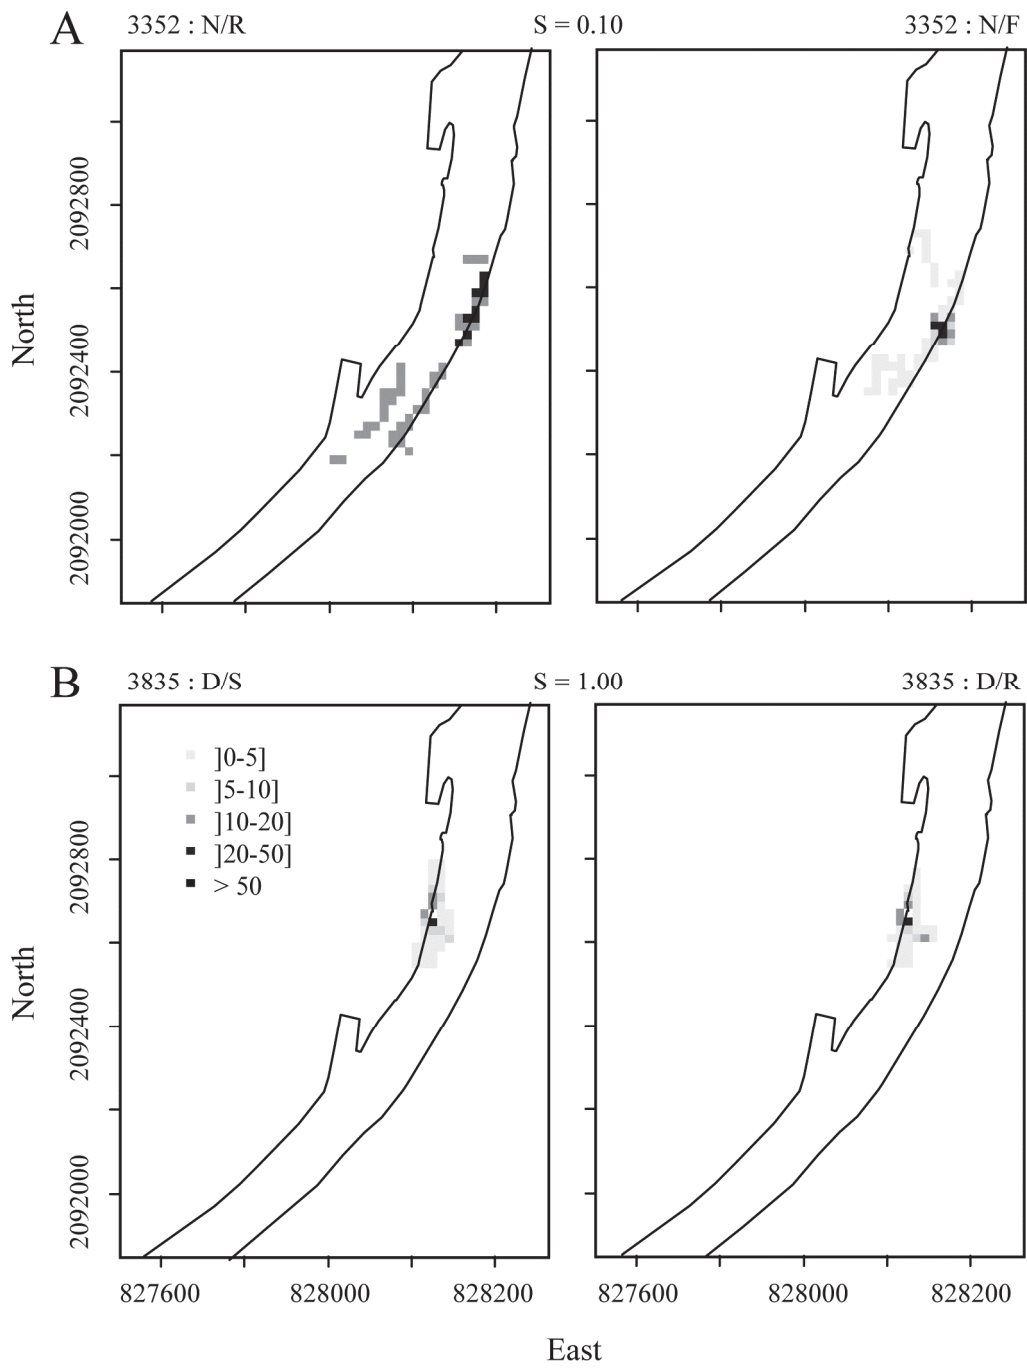 A
3352 : N/R
S = 0.10
3352 : N/F
North
2092800
2092400
2092000
B
3835 : D/S
S = 1.00
3835 : D/R
]0-5]
]5-10]
]10-20]
]20-50]
> 50
North
2092800
2092400
2092000
827600
828000
828200
827600
828000
828200
East